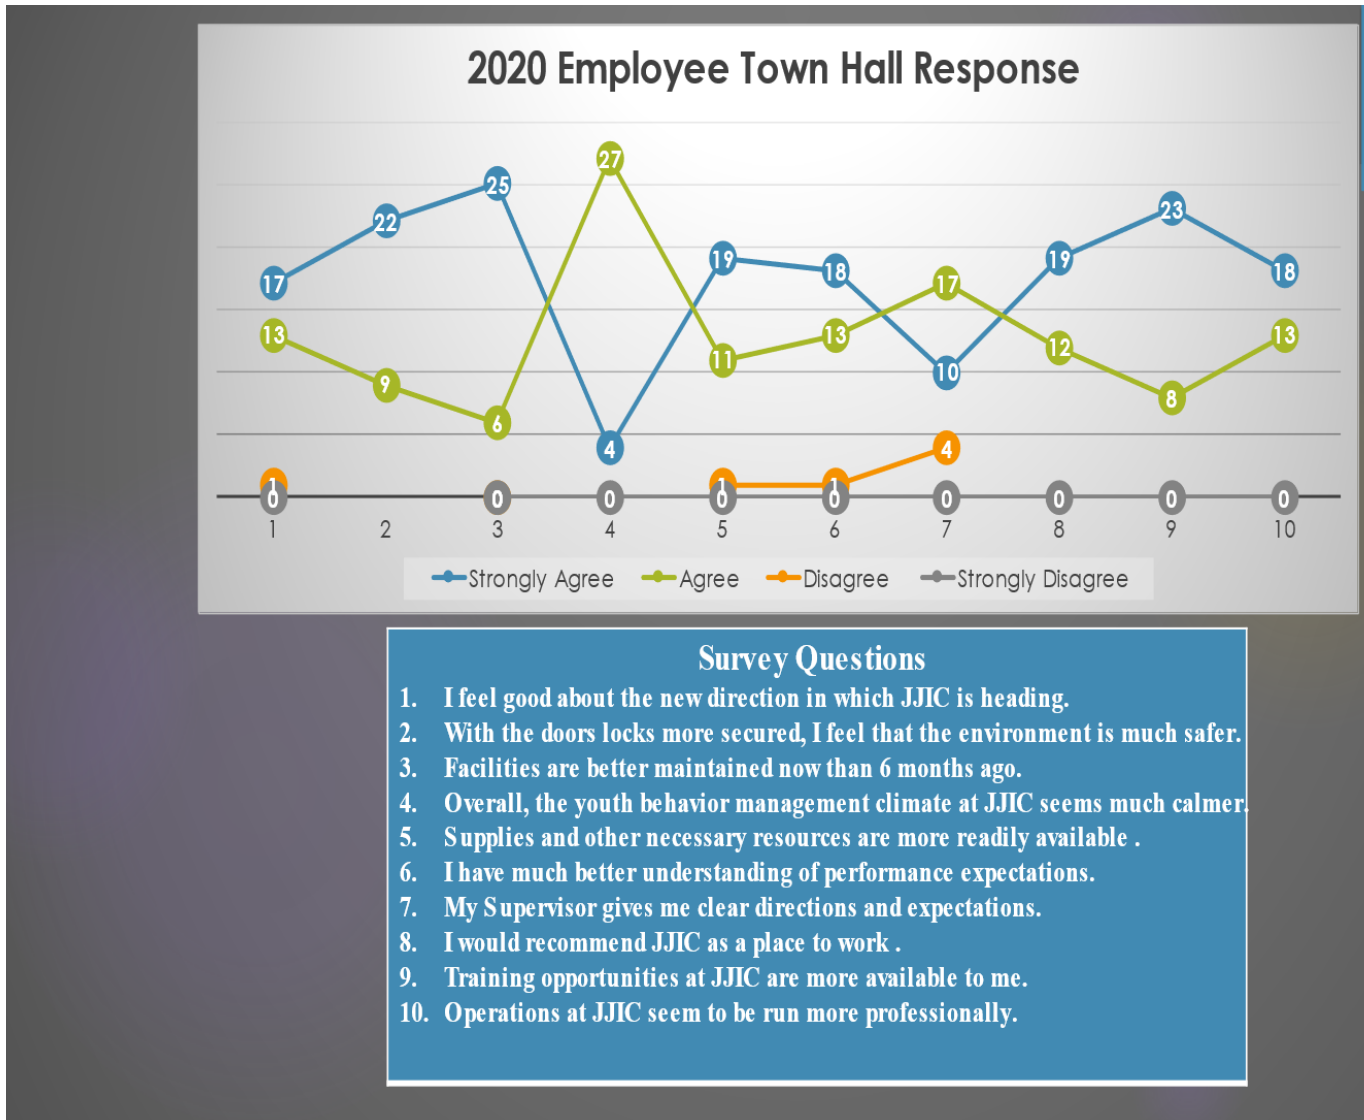 2020 Employee Town Hall Response
27
25
22 23
19 19
17 18 17 18
13 13 12 13
11
9 10
8
6
4 4
1 1 1
0 0 0 0 0 0 0 0 0
1 2 3 4 5 6 7 8 9 10
Strongly Agree Agree Disagree Strongly Disagree
Survey Questions
1. I feel good about the new direction in which JJIC is heading.
2. With the doors locks more secured, I feel that the environment is much safer.
3. Facilities are better maintained now than 6 months ago.
4. Overall, the youth behavior management climate at JJIC seems much calmer.
5. Supplies and other necessary resources are more readily available .
6. I have much better understanding of performance expectations.
7. My Supervisor gives me clear directions and expectations.
8. I would recommend JJIC as a place to work .
9. Training opportunities at JJIC are more available to me.
10. Operations at JJIC seem to be run more professionally.